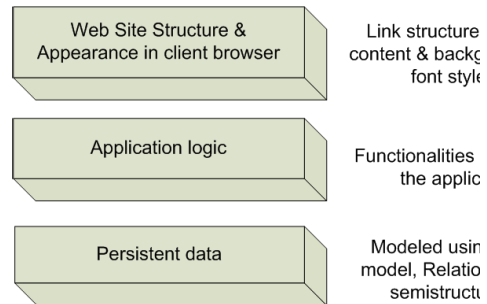 Web Site Structure &
Appearance in client browser
Link structure
content &
font style
Application logic
Functionalities
the
Persistent data
Modeled
model,